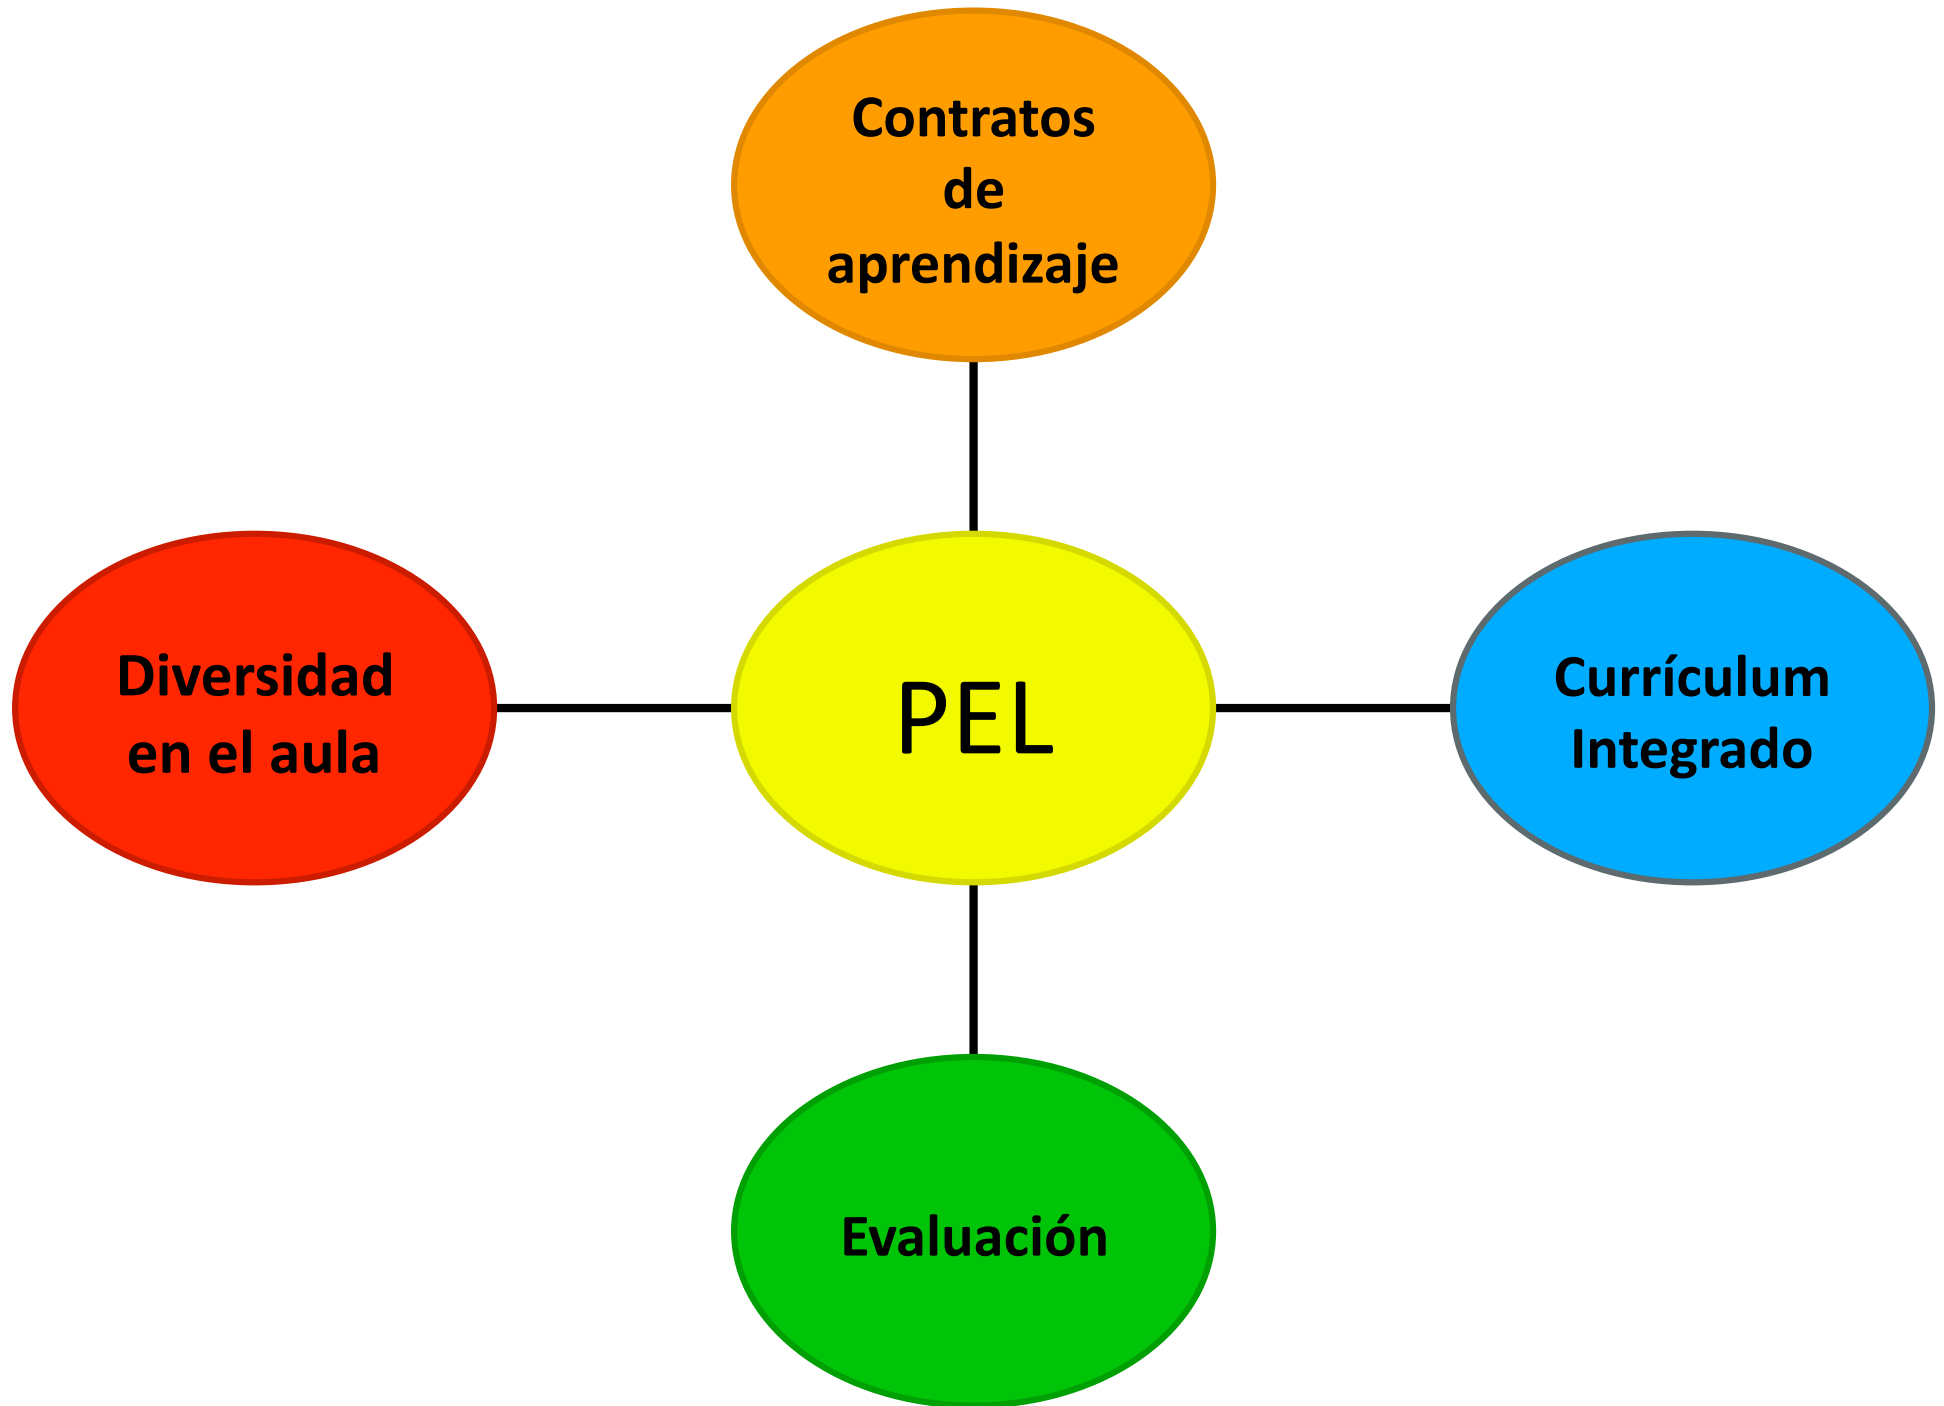 Contratos
de
aprendizaje
Diversidad
en el aula
PEL
Currículum
Integrado
Evaluación